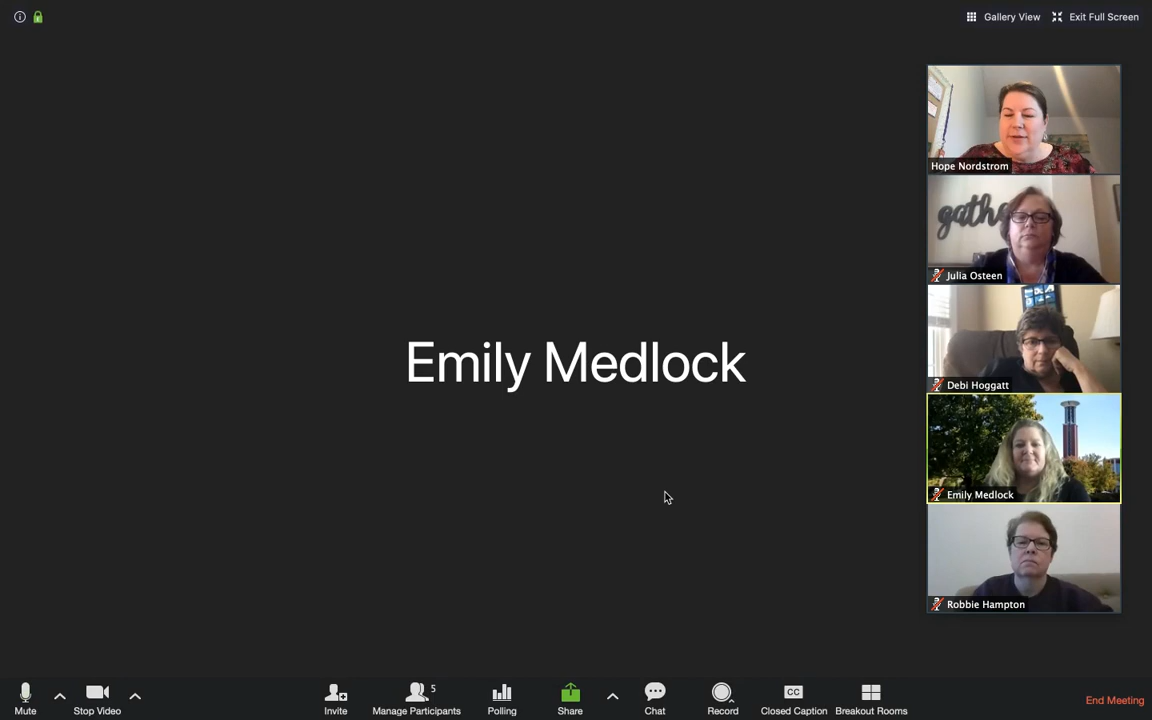 Gallery View
Exit Full Screen
Hope Nordstrom
gath
Julia Osteen
Debi Hoggatt
Emily Medlock
Emily Medlock
Robbie Hampton
Mute
Stop Video
Invite
5
Manage Participants
Polling
Share
Chat
Record
CC
Closed Caption
Breakout Rooms
End Meeting